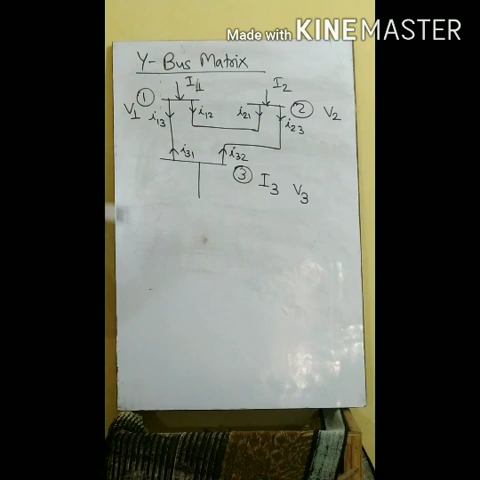 Made with KINEMASTER
Y- Bus Matrix
I1 I2
1 2 V2
V1 i13 i12 i21 i23
i31 i32
3 I3 V3